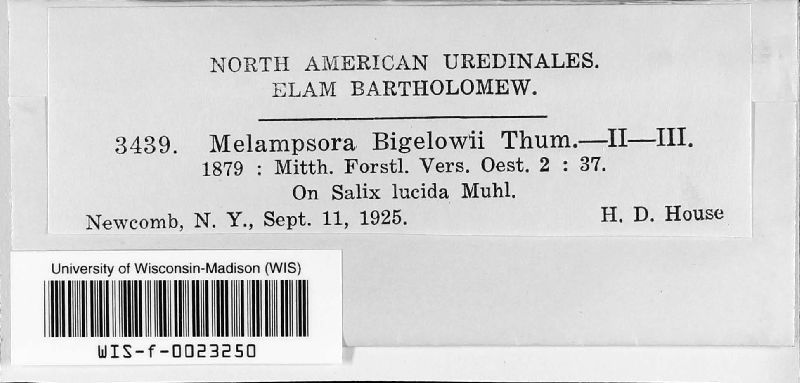 NORTH AMERICAN UREDINALES.
ELAM BARTHOLOMEW.
3439. Melampsora Bigelowii Thum.—II—III.
1879 : Mitth. Forstl. Vers. Oest. 2 : 37.
On Salix lucida Muhl.
Newcomb, N. Y., Sept. 11, 1925. H. D. House
University of Wisconsin-Madison (WIS)
WIS-f-0023250